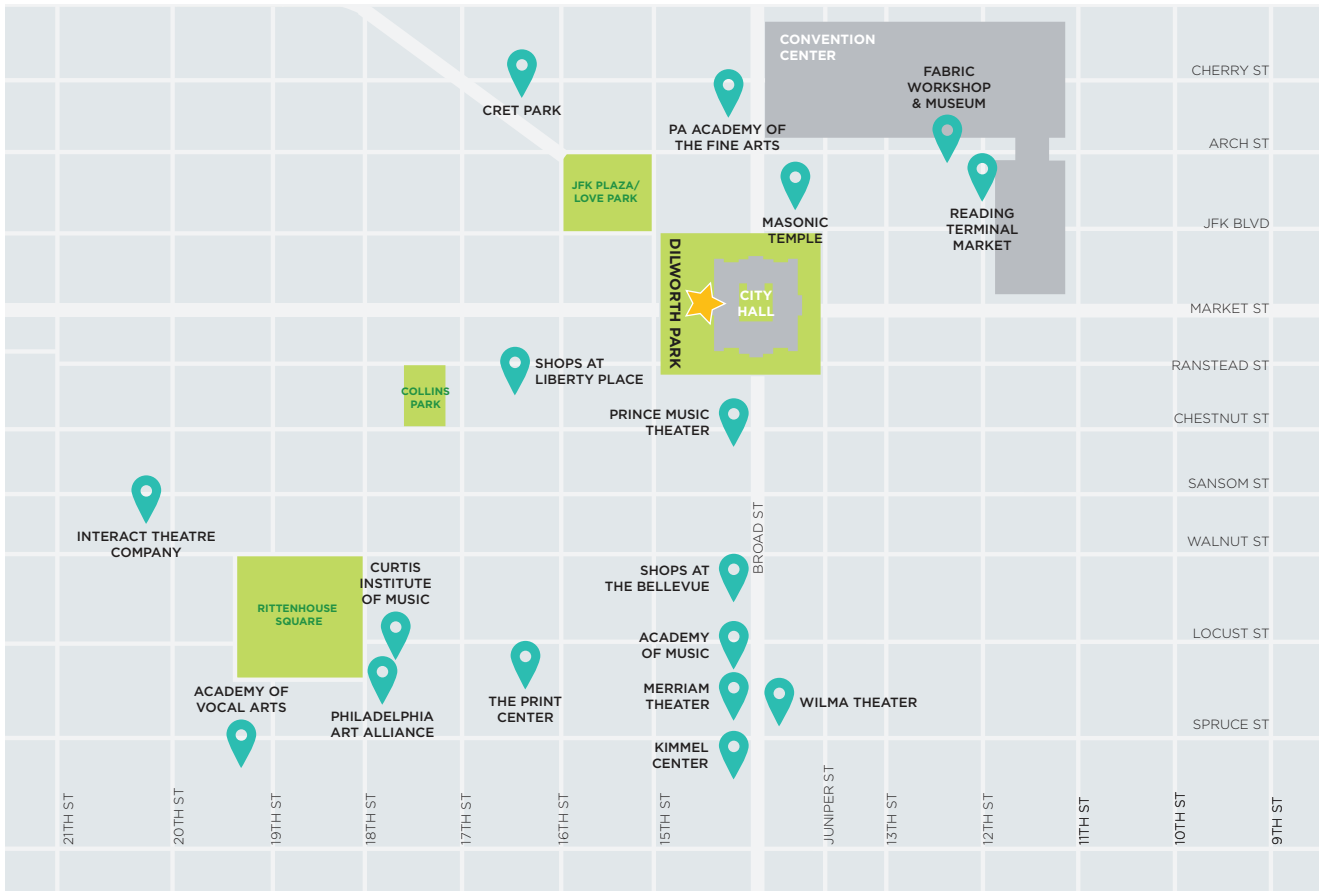 CONVENTION
CENTER
CHERRY ST
FABRIC
WORKSHOP
& MUSEUM
CRET PARK
PA ACADEMY OF
THE FINE ARTS
ARCH ST
JFK PLAZA/
LOVE PARK
MASONIC
TEMPLE
READING
TERMINAL
MARKET
JFK BLVD
DILWORTH PARK
CITY
HALL
MARKET ST
SHOPS AT
LIBERTY PLACE
RANSTEAD ST
COLLINS
PARK
PRINCE MUSIC
THEATER
CHESTNUT ST
SANSOM ST
INTERACT THEATRE
COMPANY
BROAD ST
WALNUT ST
CURTIS
INSTITUTE
OF MUSIC
SHOPS AT
THE BELLEVUE
RITTENHOUSE
SQUARE
LOCUST ST
ACADEMY
OF MUSIC
ACADEMY OF
VOCAL ARTS
PHILADELPHIA
ART ALLIANCE
THE PRINT
CENTER
MERRIAM
THEATER
WILMA THEATER
SPRUCE ST
KIMMEL
CENTER
21TH ST
20TH ST
19TH ST
18TH ST
17TH ST
16TH ST
15TH ST
JUNIPER ST
13TH ST
12TH ST
11TH ST
10TH ST
9TH ST